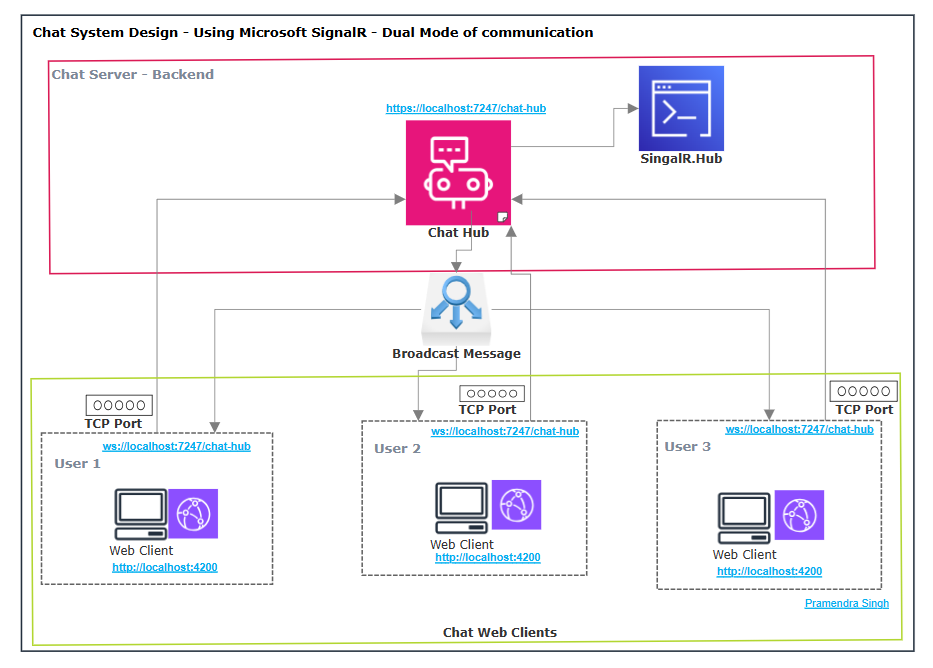 Chat System Design - Using Microsoft SignalR - Dual Mode of communication
Chat Server - Backend
https://localhost:7247/chat-hub
SingalR.Hub
Chat Hub
Broadcast Message
TCP Port
TCP Port
TCP Port
ws://localhost:7247/chat-hub
User 1
Web Client
http://localhost:4200
ws://localhost:7247/chat-hub
User 2
Web Client
http://localhost:4200
ws://localhost:7247/chat-hub
User 3
Web Client
http://localhost:4200
Pramendra Singh
Chat Web Clients